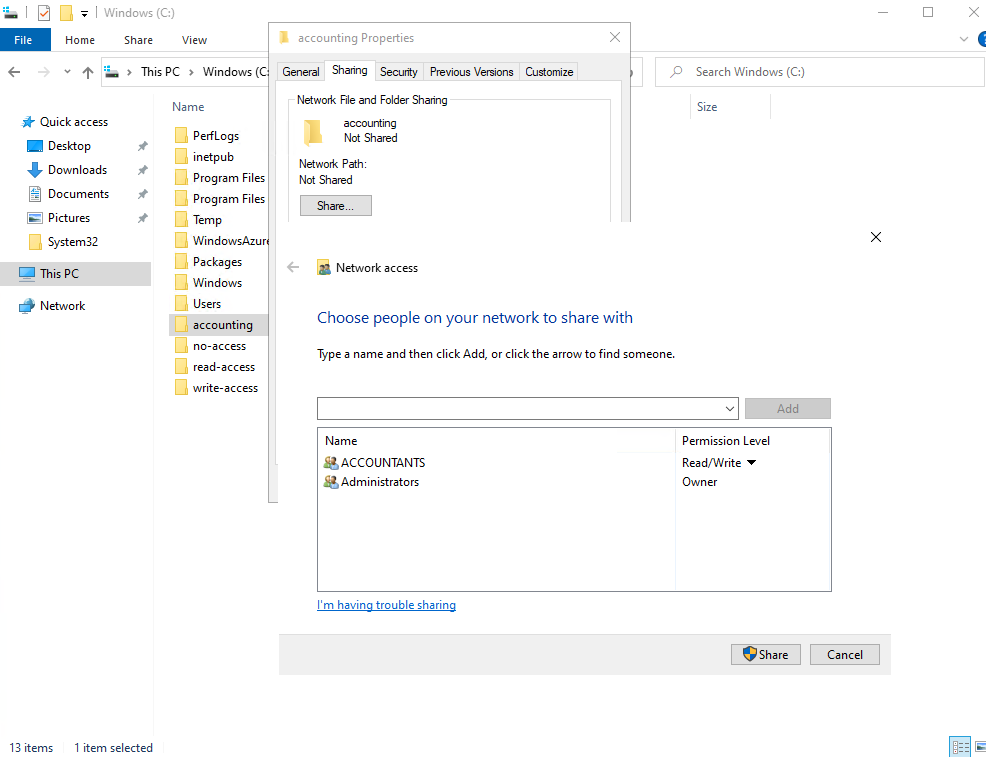 Windows (C:)
File Home Share View
This PC Windows (C:
Search Windows (C:)
Name
Size
Quick access
Desktop
Downloads
Documents
Pictures
System32
This PC
Network
PerfLogs
inetpub
Program Files
Program Files
Temp
WindowsAzure
Packages
Windows
Users
accounting
no-access
read-access
write-access
accounting Properties
General Sharing Security Previous Versions Customize
Network File and Folder Sharing
accounting
Not Shared
Network Path:
Not Shared
Share...
Network access
Choose people on your network to share with
Type a name and then click Add, or click the arrow to find someone.
Add
Name Permission Level
ACCOUNTANTS Read/Write
Administrators Owner
I'm having trouble sharing
Share Cancel
13 items 1 item selected